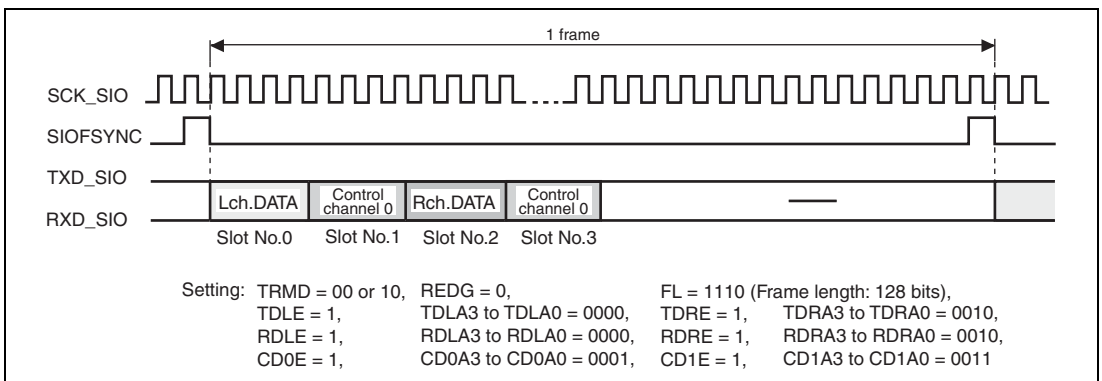 1 frame
SCK_SIO
SIOFSYNC
TXD_SIO
RXD_SIO
Lch.DATA
Control
channel 0
Rch.DATA
Control
channel 0
Slot No.0 Slot No.1 Slot No.2 Slot No.3
Setting: TRMD = 00 or 10, REDG = 0, FL = 1110 (Frame length: 128 bits),
TDLE = 1, TDLA3 to TDLA0 = 0000, TDRE = 1, TDRA3 to TDRA0 = 0010,
RDLE = 1, RDLA3 to RDLA0 = 0000, RDRE = 1, RDRA3 to RDRA0 = 0010,
CD0E = 1, CD0A3 to CD0A0 = 0001, CD1E = 1, CD1A3 to CD1A0 = 0011